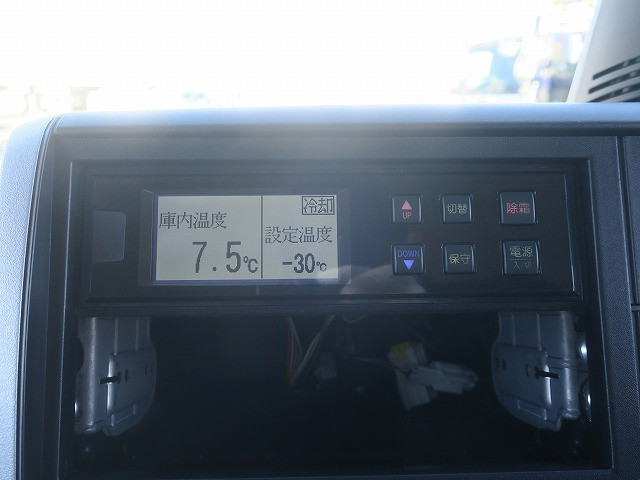 庫内温度
7.5℃
冷却
設定温度
-30℃
UP
切替
除霜
DOWN
保守
電源
入/切